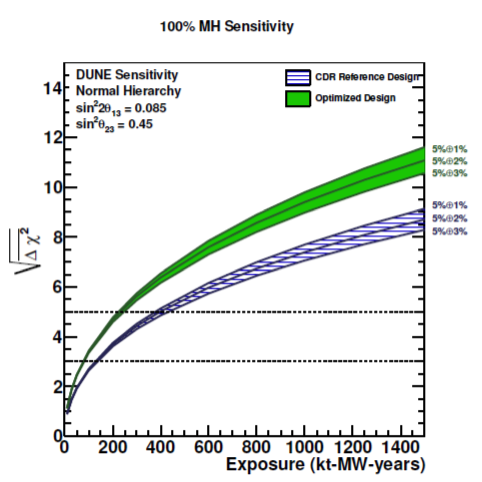 100% MH Sensitivity
DUNE Sensitivity
Normal Hierarchy
sin²2θ₁₃ = 0.085
sin²θ₂₃ = 0.45
CDR Reference Design
Optimized Design
14
12
10
8
6
4
2
0
√Δχ²
5%⊕1%
5%⊕2%
5%⊕3%
5%⊕1%
5%⊕2%
5%⊕3%
0 200 400 600 800 1000 1200 1400
Exposure (kt-MW-years)